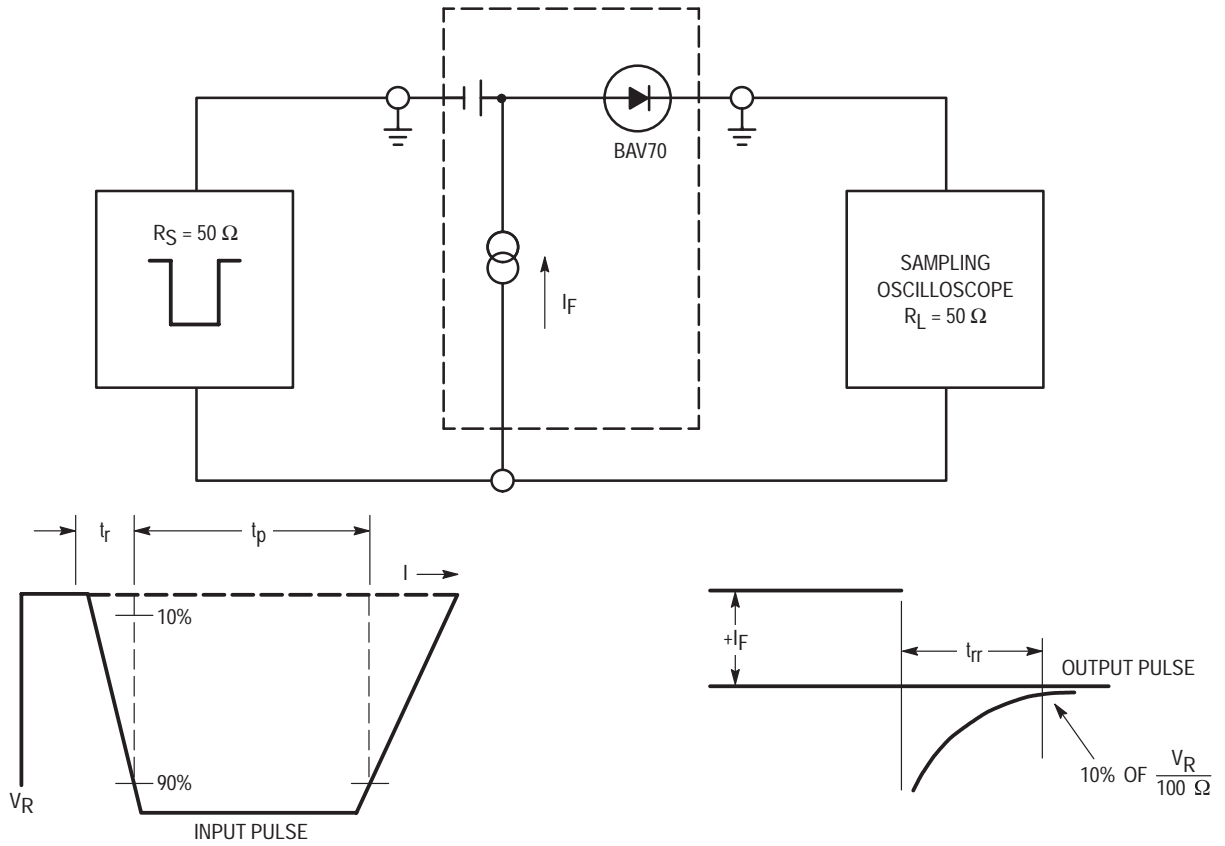 BAV70
RS = 50 Ω
IF
SAMPLING
OSCILLOSCOPE
RL = 50 Ω
tr
tp
I
10%
90%
VR
INPUT PULSE
+IF
trr
OUTPUT PULSE
10% OF VR
100 Ω